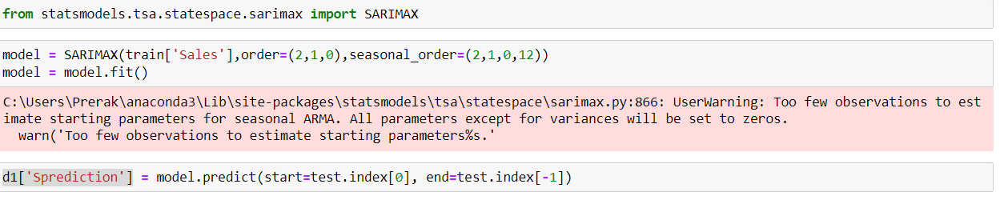 from statsmodels.tsa.statespace.sarimax import SARIMAX
model = SARIMAX(train['Sales'],order=(2,1,0),seasonal_order=(2,1,0,12))
model = model.fit()
C:\Users\Prerak\anaconda3\Lib\site-packages\statsmodels\tsa\statespace\sarimax.py:866: UserWarning: Too few observations to est
imate starting parameters for seasonal ARMA. All parameters except for variances will be set to zeros.
  warn('Too few observations to estimate starting parameters%s.'
d1['Sprediction'] = model.predict(start=test.index[0], end=test.index[-1])